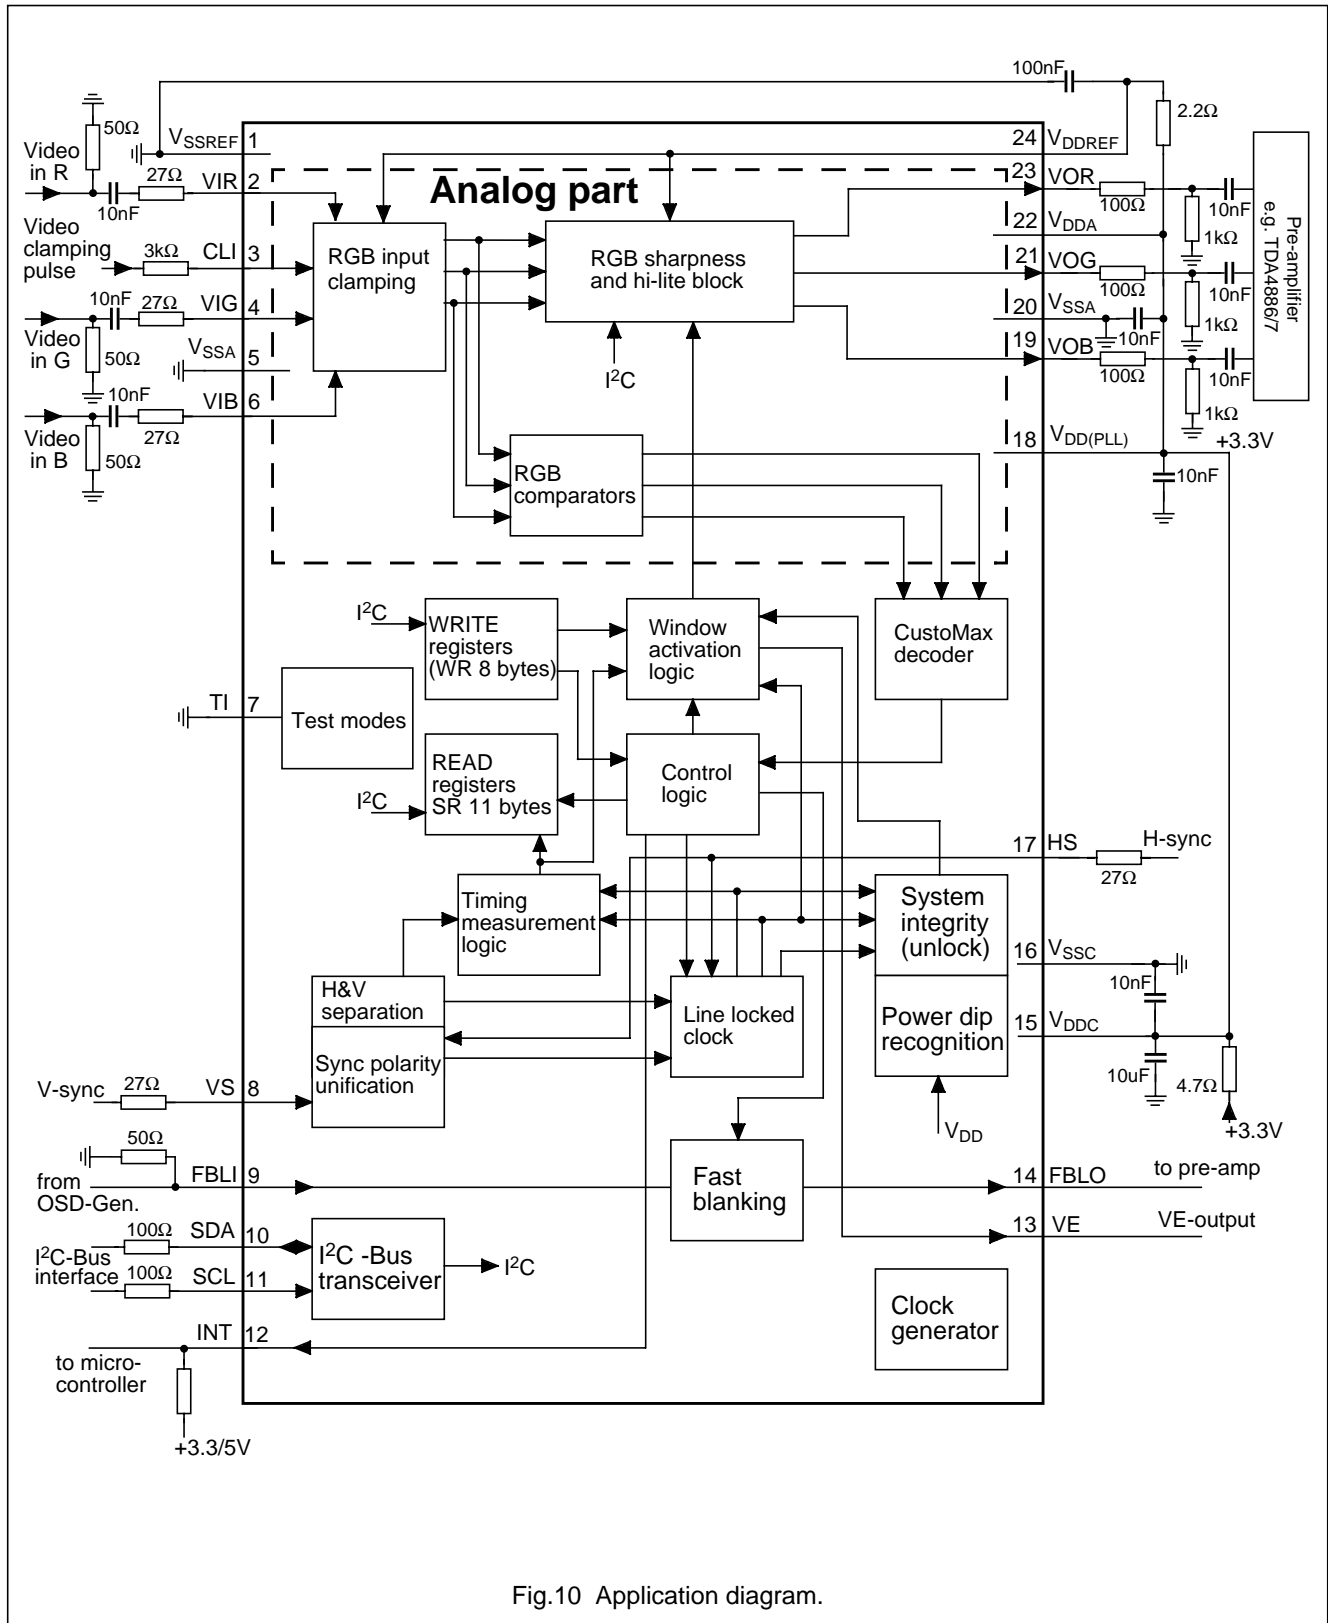 100nF
2.2Ω
50Ω
Video
in R
VSSREF 1
24 VDDREF
27Ω
VIR 2
10nF
Analog part
23 VOR
100Ω
10nF
1kΩ
Pre-amplifier
e.g. TDA4886/7
22 VDDA
Video
clamping
pulse
3kΩ
CLI 3
RGB input
clamping
RGB sharpness
and hi-lite block
21 VOG
100Ω
10nF
1kΩ
10nF
27Ω
VIG 4
Video
in G
50Ω
20 VSSA
10nF
VSSA 5
I²C
19 VOB
100Ω
10nF
1kΩ
10nF
27Ω
VIB 6
Video
in B
50Ω
18 VDD(PLL)
+3.3V
10nF
RGB
comparators
I²C
WRITE
registers
(WR 8 bytes)
Window
activation
logic
CustoMax
decoder
TI 7
Test modes
I²C
READ
registers
SR 11 bytes
Control
logic
17 HS
H-sync
27Ω
Timing
measurement
logic
System
integrity
(unlock)
16 VSSC
10nF
H&V
separation
Line locked
clock
Power dip
recognition
15 VDDC
10uF
4.7Ω
+3.3V
Sync polarity
unification
V-sync
27Ω
VS 8
VDD
50Ω
from
OSD-Gen.
FBLI 9
Fast
blanking
14 FBLO
to pre-amp
13 VE
VE-output
100Ω
SDA 10
I²C-Bus
interface
100Ω
SCL 11
I²C -Bus
transceiver
I²C
Clock
generator
INT 12
to micro-
controller
+3.3/5V
Fig.10 Application diagram.